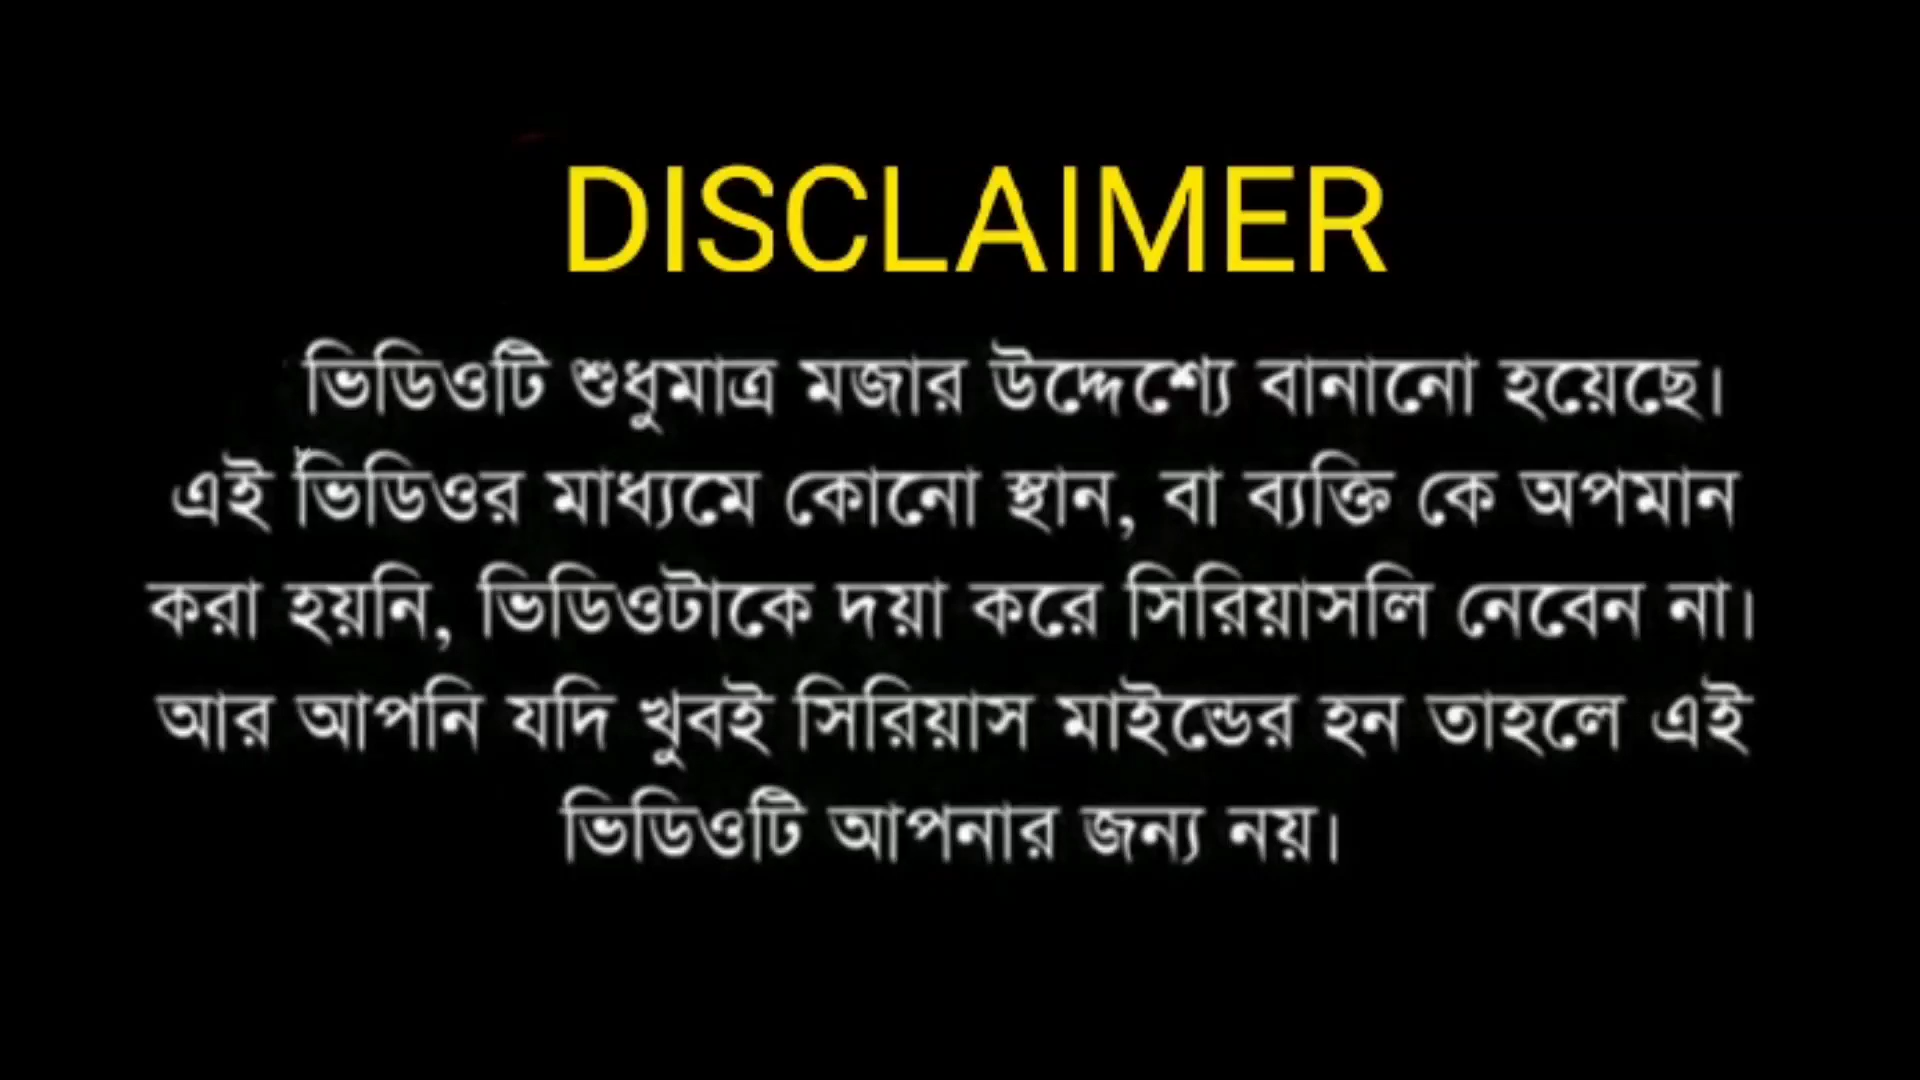 DISCLAIMER
ভিডিওটি শুধুমাত্র মজার উদ্দেশ্যে বানানো হয়েছে।
এই ভিডিওর মাধ্যমে কোনো স্থান, বা ব্যক্তি কে অপমান
করা হয়নি, ভিডিওটাকে দয়া করে সিরিয়াসলি নেবেন না।
আর আপনি যদি খুবই সিরিয়াস মাইন্ডের হন তাহলে এই
ভিডিওটি আপনার জন্য নয়।